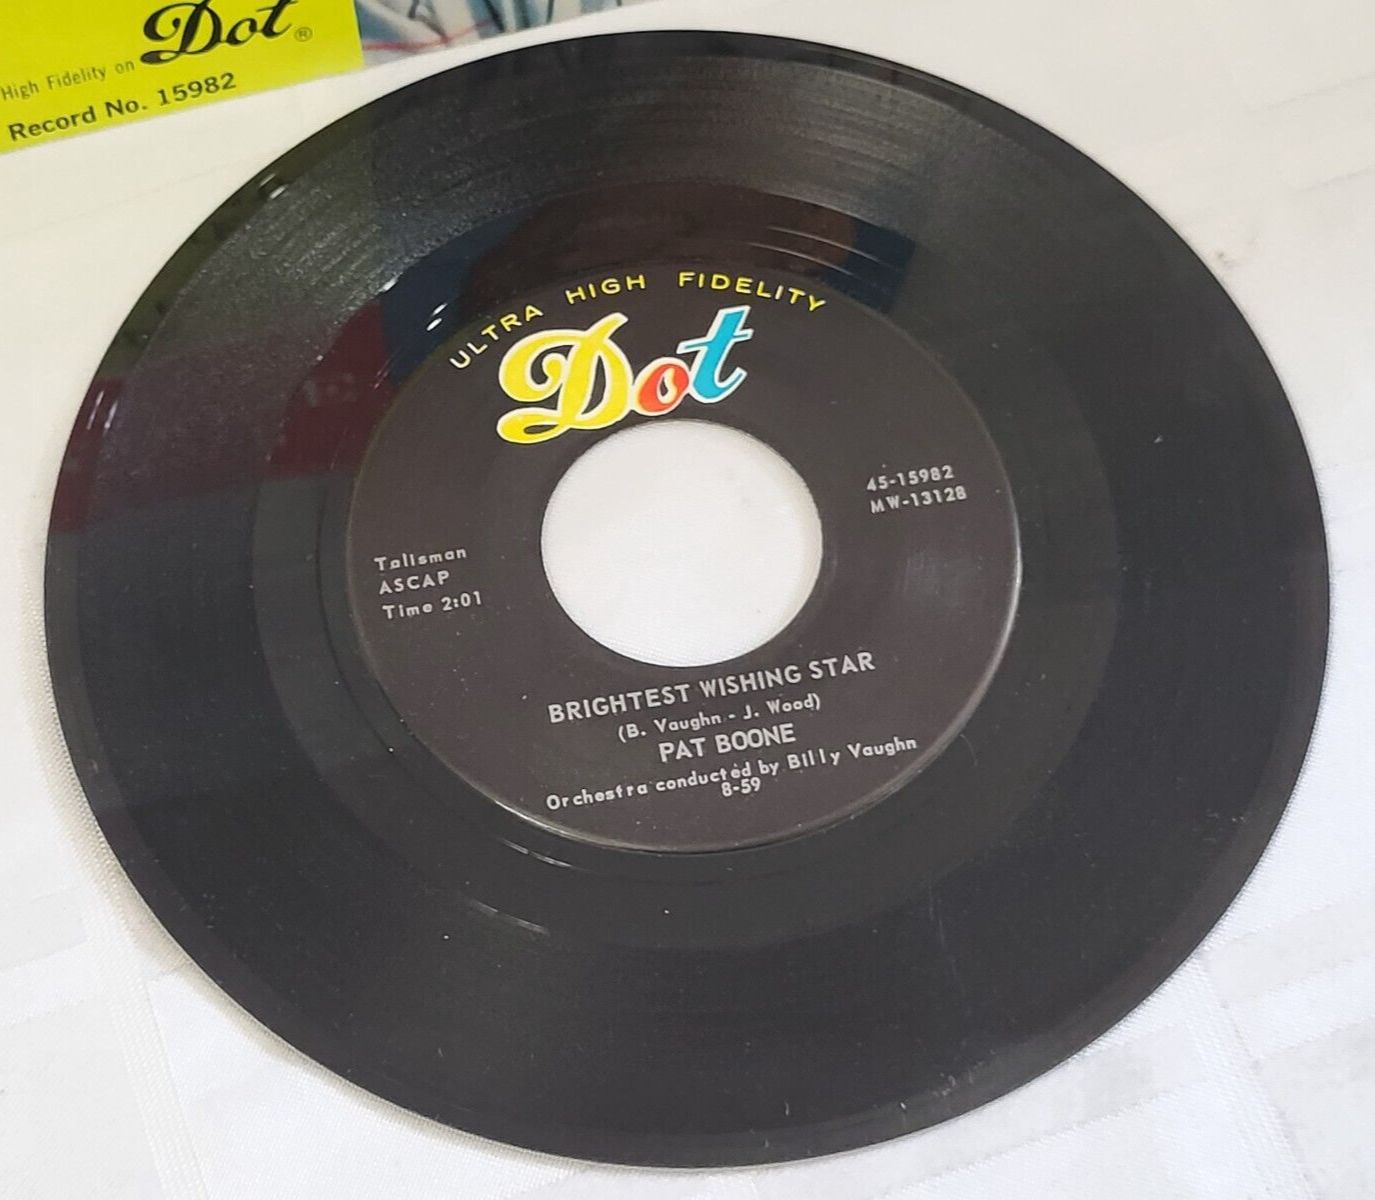 Dot®
High Fidelity on
Record No. 15982
ULTRA HIGH FIDELITY
Dot
45-15982
MW-13128
Talisman
ASCAP
Time 2:01
BRIGHTEST WISHING STAR
(B. Vaughn - J. Wood)
PAT BOONE
Orchestra conducted by Billy Vaughn
8-59